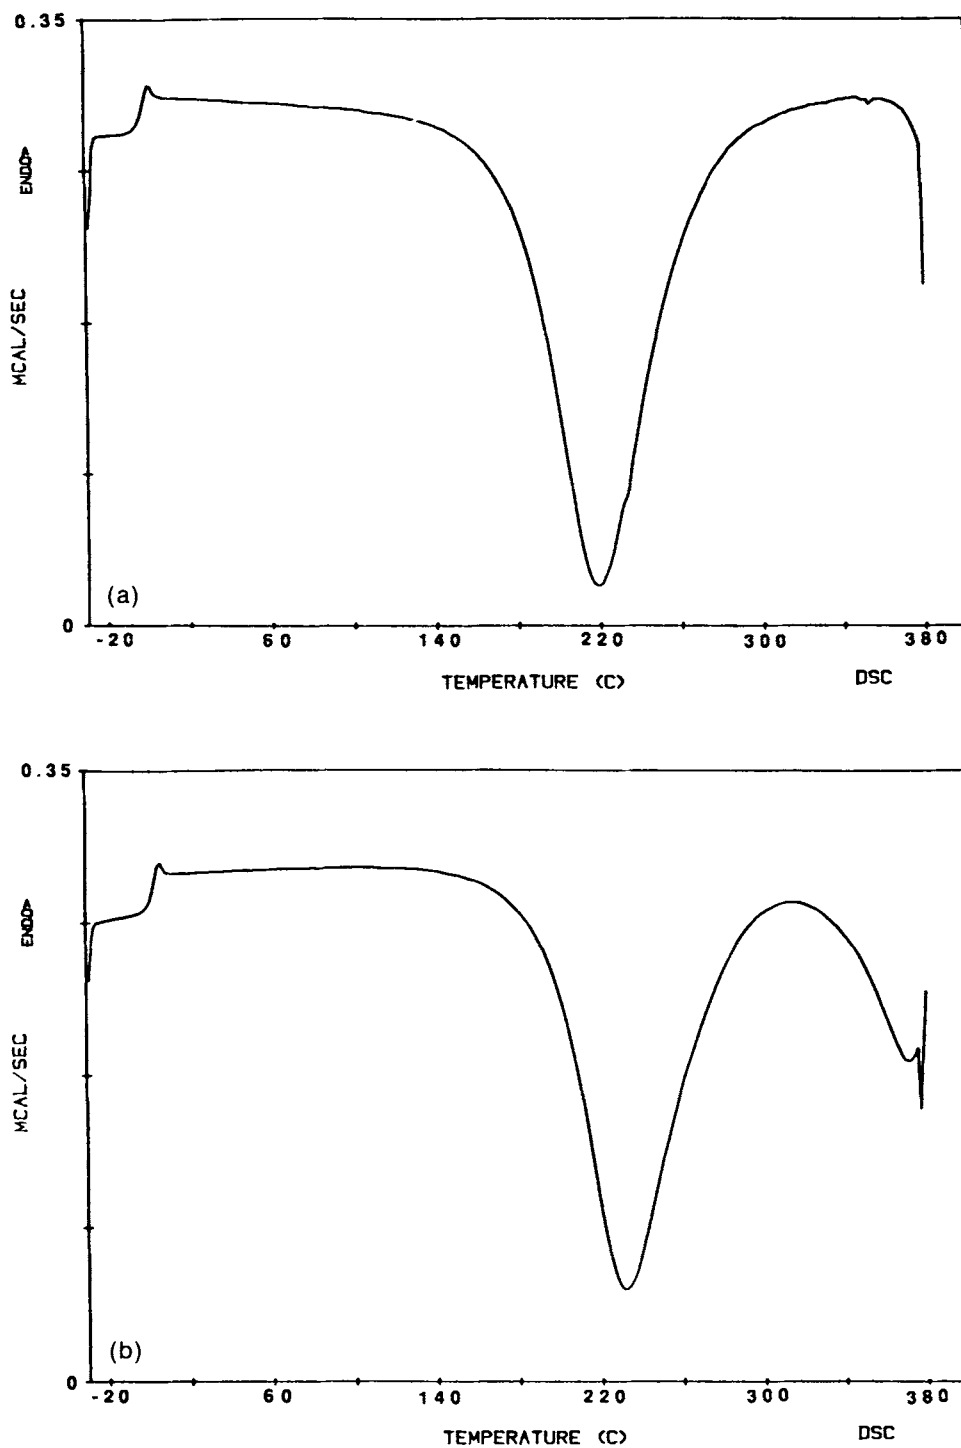 0.35
ENDO>
MCAL/SEC
(a)
0
-20 60 140 220 300 380
TEMPERATURE (C) DSC
0.35
ENDO>
MCAL/SEC
(b)
0
-20 60 140 220 300 380
TEMPERATURE (C) DSC